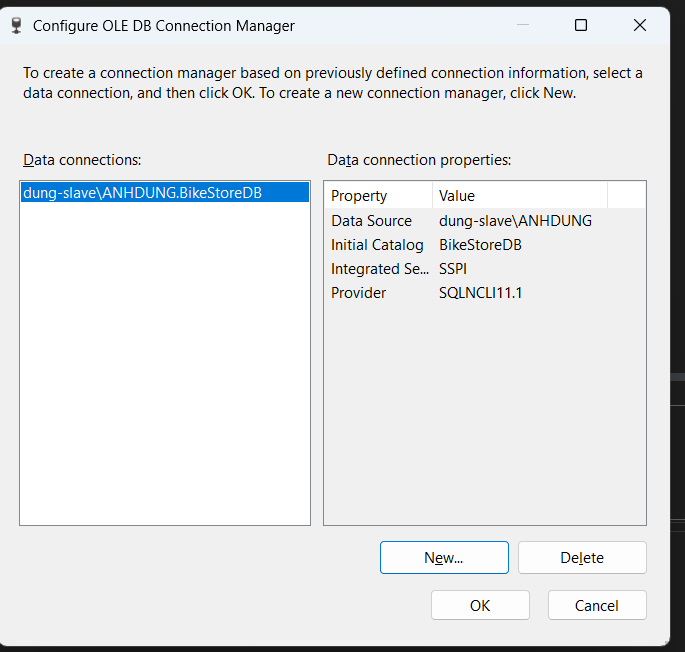 Configure OLE DB Connection Manager
To create a connection manager based on previously defined connection information, select a
data connection, and then click OK. To create a new connection manager, click New.
Data connections:
dung-slave\ANHDUNG.BikeStoreDB
Data connection properties:
Property Value
Data Source dung-slave\ANHDUNG
Initial Catalog BikeStoreDB
Integrated Se... SSPI
Provider SQLNCLI11.1
New... Delete
OK Cancel